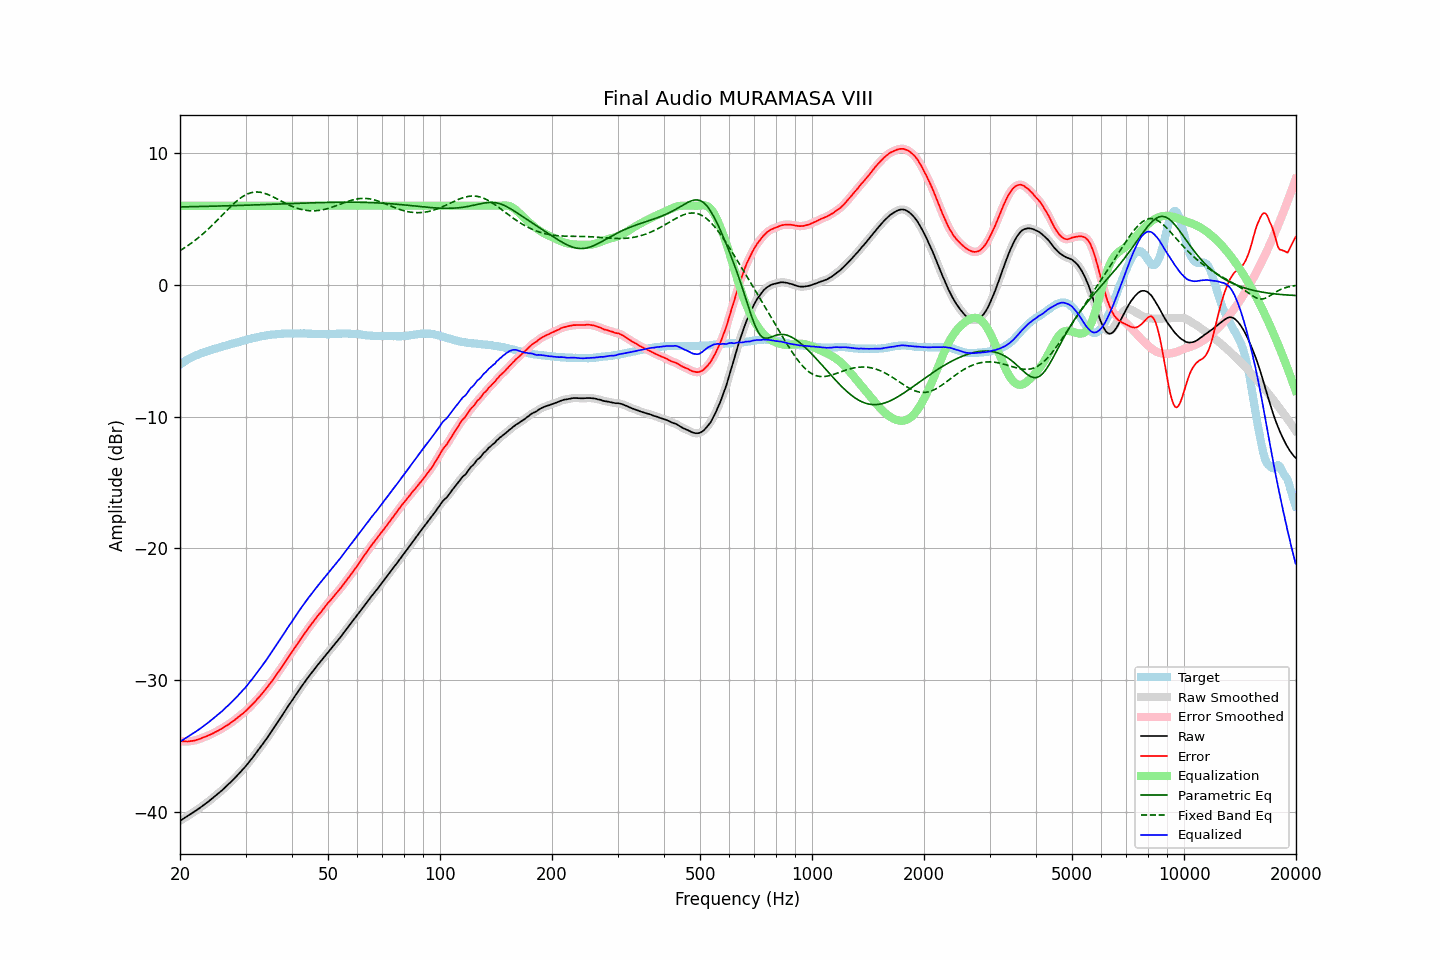 Final Audio MURAMASA VIII
Amplitude (dBr)
10
0
−10
−20
−30
−40
20
50
100
200
500
1000
2000
5000
10000
20000
Frequency (Hz)
Target
Raw Smoothed
Error Smoothed
Raw
Error
Equalization
Parametric Eq
Fixed Band Eq
Equalized